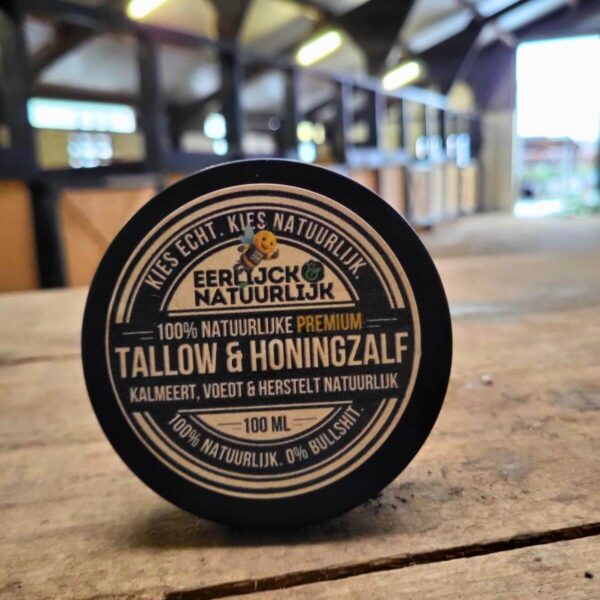 KIES ECHT. KIES NATUURLIJK.
EERLIJCK &
NATUURLIJK
100% NATUURLIJKE PREMIUM
TALLOW & HONINGZALF
KALMEERT, VOEDT & HERSTELT NATUURLIJK
100 ML
100% NATUURLIJK. 0% BULLSHIT.